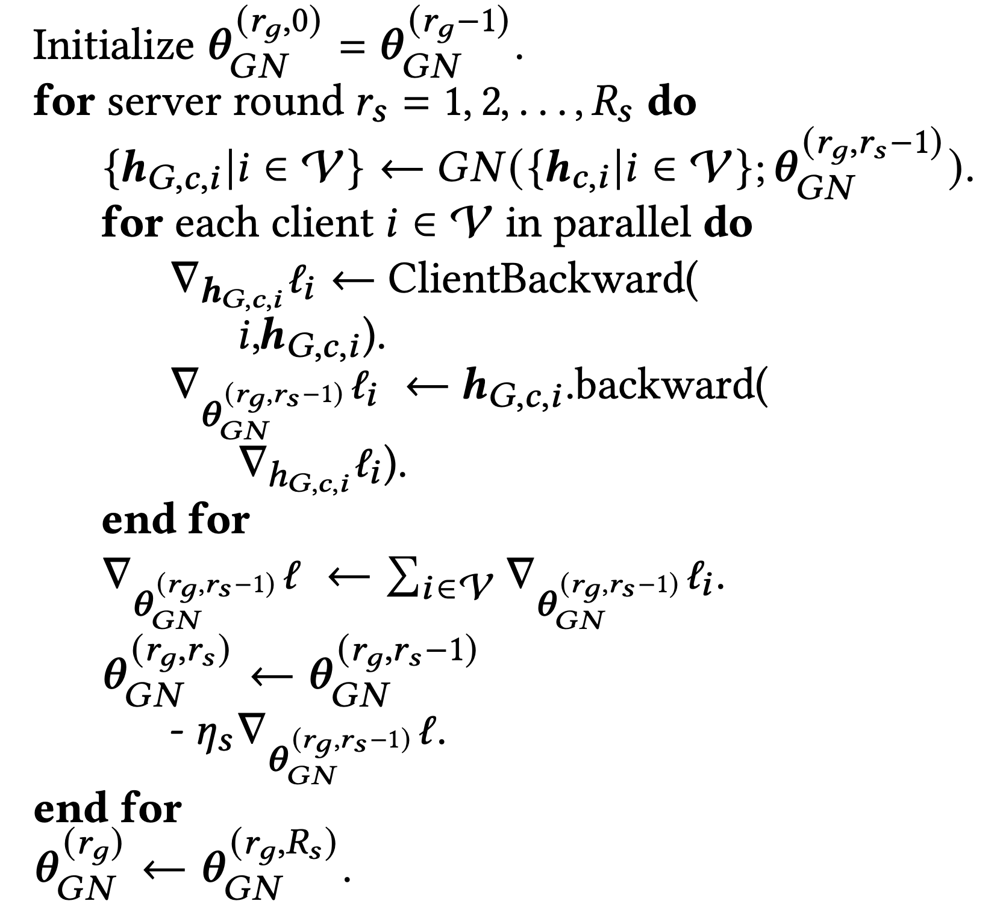 Initialize $\boldsymbol{\theta}_{GN}^{(r_g,0)} = \boldsymbol{\theta}_{GN}^{(r_g-1)}$.
**for** server round $r_s = 1, 2, \ldots, R_s$ **do**
$\{\boldsymbol{h}_{G,c,i}|i \in \mathcal{V}\} \leftarrow GN(\{\boldsymbol{h}_{c,i}|i \in \mathcal{V}\}; \boldsymbol{\theta}_{GN}^{(r_g,r_s-1)})$.
**for** each client $i \in \mathcal{V}$ in parallel **do**
$\nabla_{\boldsymbol{h}_{G,c,i}} \ell_i \leftarrow$ ClientBackward(
$i$,$\boldsymbol{h}_{G,c,i}$).
$\nabla_{\boldsymbol{\theta}_{GN}^{(r_g,r_s-1)}} \ell_i \leftarrow \boldsymbol{h}_{G,c,i}$.backward(
$\nabla_{h_{G,c,i}} \ell_i$).
**end for**
$\nabla_{\boldsymbol{\theta}_{GN}^{(r_g,r_s-1)}} \ell \leftarrow \sum_{i \in \mathcal{V}} \nabla_{\boldsymbol{\theta}_{GN}^{(r_g,r_s-1)}} \ell_i$.
$\boldsymbol{\theta}_{GN}^{(r_g,r_s)} \leftarrow \boldsymbol{\theta}_{GN}^{(r_g,r_s-1)}$
- $\eta_s \nabla_{\boldsymbol{\theta}_{GN}^{(r_g,r_s-1)}} \ell$.
**end for**
$\boldsymbol{\theta}_{GN}^{(r_g)} \leftarrow \boldsymbol{\theta}_{GN}^{(r_g,R_s)}$.